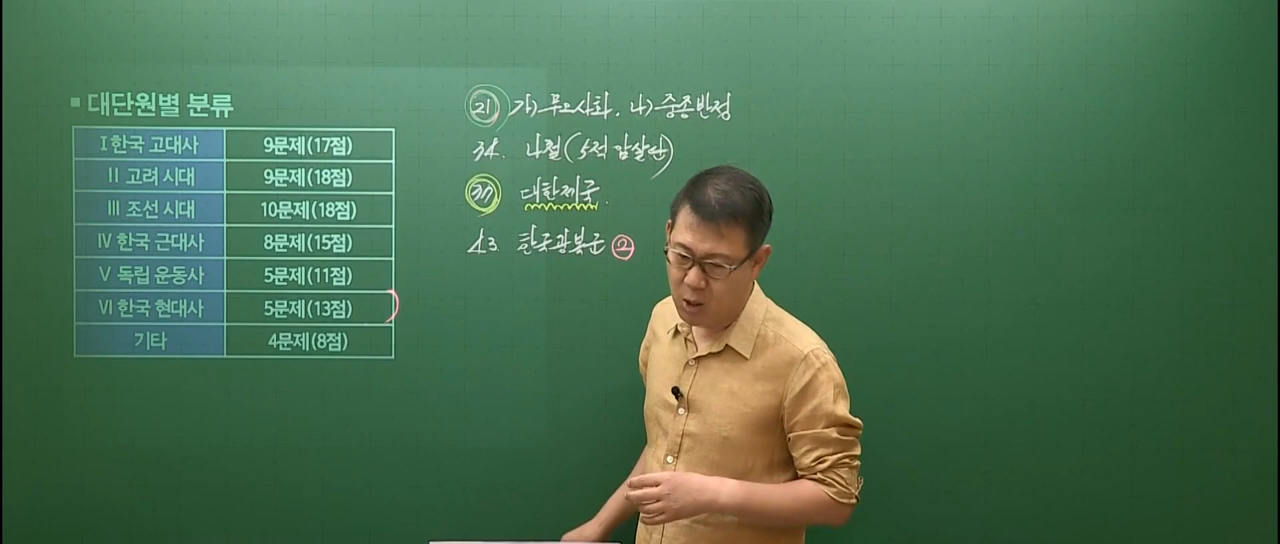 ▪ 대단원별 분류
Ⅰ 한국 고대사 9문제(17점)
Ⅱ 고려 시대 9문제(18점)
Ⅲ 조선 시대 10문제(18점)
Ⅳ 한국 근대사 8문제(15점)
Ⅴ 독립 운동사 5문제(11점)
Ⅵ 한국 현대사 5문제(13점)
기타 4문제(8점)
21 가) 무오사화, 나) 중종반정
34. 나철(5적 암살단)
37 대한제국.
43. 한국광복군 ②